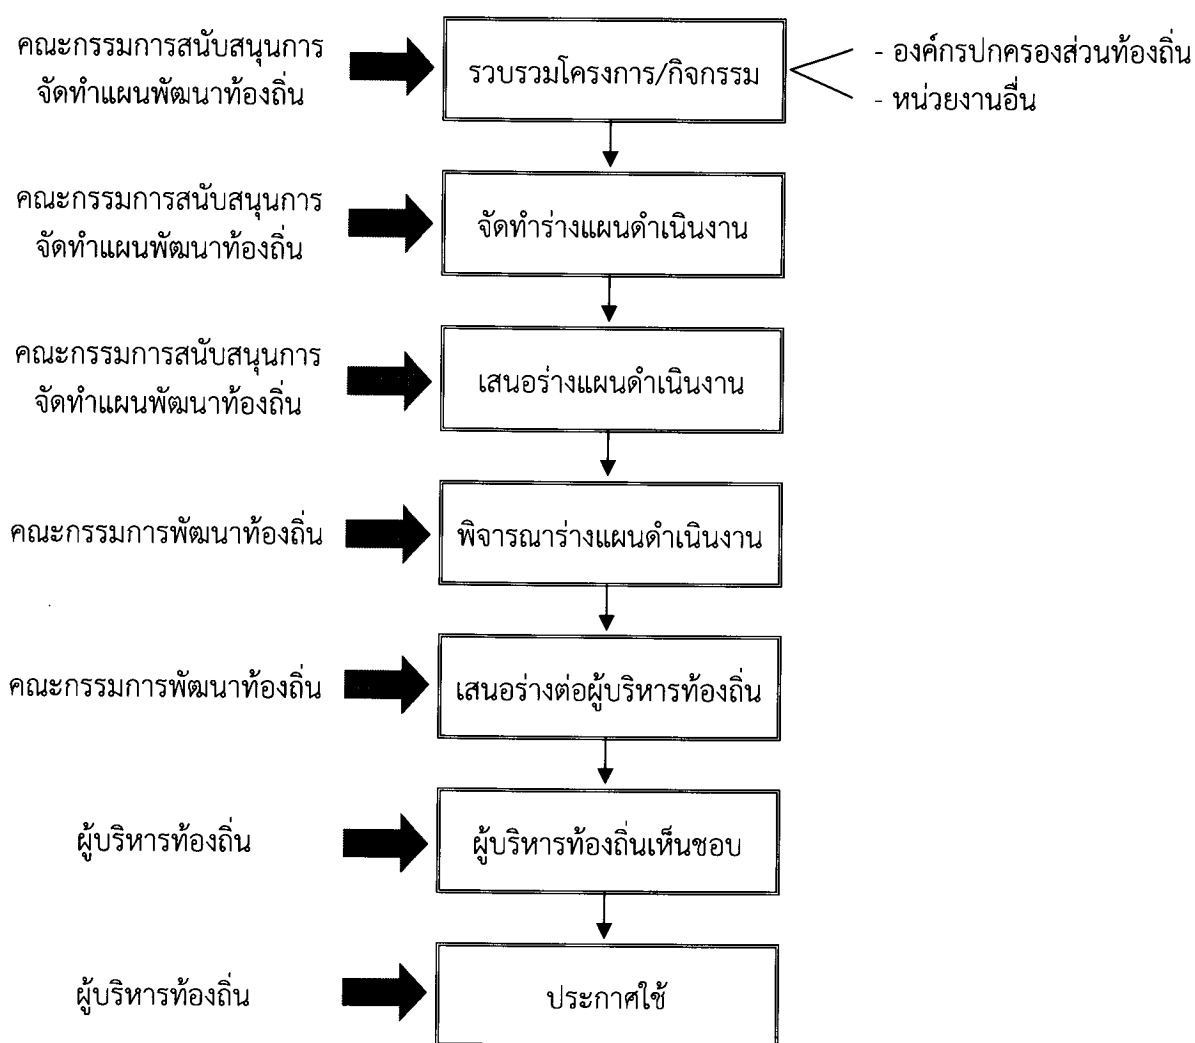 คณะกรรมการสนับสนุนการ
จัดทำแผนพัฒนาท้องถิ่น
รวบรวมโครงการ/กิจกรรม
- องค์กรปกครองส่วนท้องถิ่น
- หน่วยงานอื่น
คณะกรรมการสนับสนุนการ
จัดทำแผนพัฒนาท้องถิ่น
จัดทำร่างแผนดำเนินงาน
คณะกรรมการสนับสนุนการ
จัดทำแผนพัฒนาท้องถิ่น
เสนอร่างแผนดำเนินงาน
คณะกรรมการพัฒนาท้องถิ่น
พิจารณาร่างแผนดำเนินงาน
คณะกรรมการพัฒนาท้องถิ่น
เสนอร่างต่อผู้บริหารท้องถิ่น
ผู้บริหารท้องถิ่น
ผู้บริหารท้องถิ่นเห็นชอบ
ผู้บริหารท้องถิ่น
ประกาศใช้